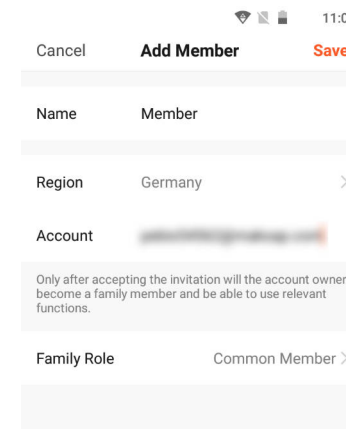 11:0
Cancel Add Member Save
Name Member
Region Germany
Account
Only after accepting the invitation will the account owner
become a family member and be able to use relevant
functions.
Family Role Common Member